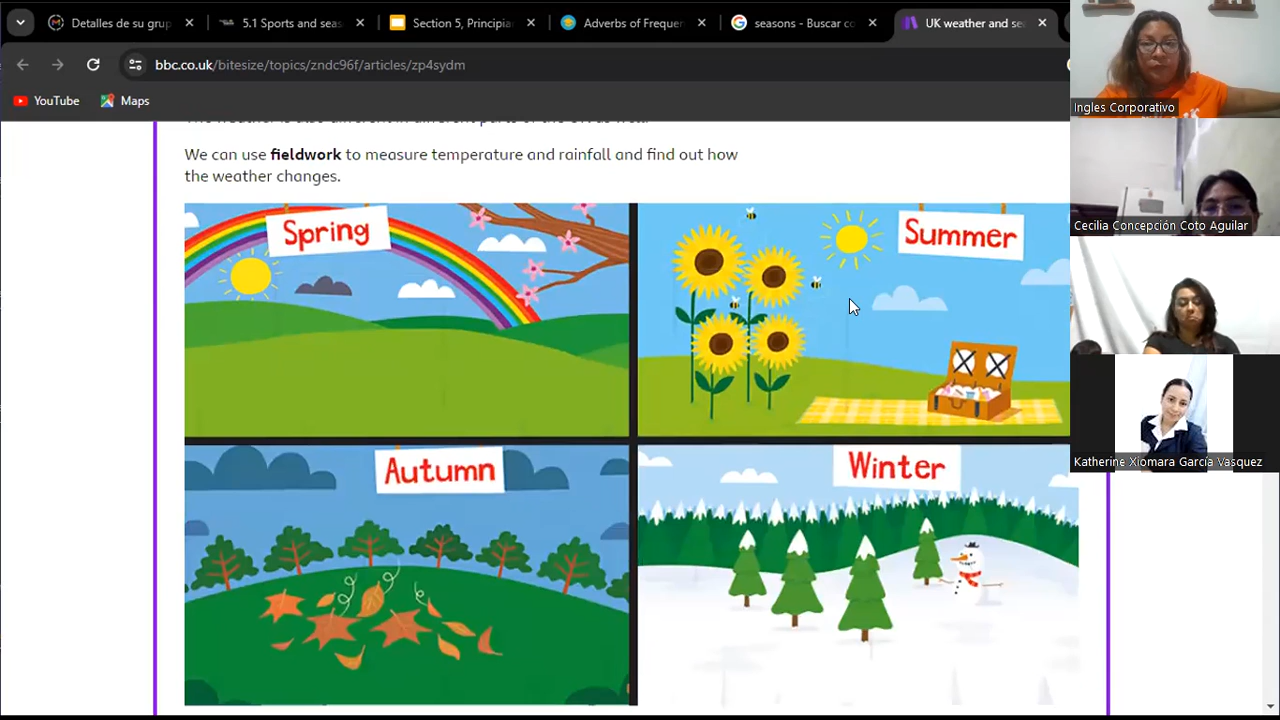 Detalles de su grup
5.1 Sports and seas
Section 5, Principia
Adverbs of Frequen
seasons - Buscar co
UK weather and se
bbc.co.uk/bitesize/topics/zndc96f/articles/zp4sydm
YouTube
Maps
We can use fieldwork to measure temperature and rainfall and find out how
the weather changes.
Spring
Summer
Autumn
Winter
Ingles Corporativo
Cecilia Concepción Coto Aguilar
Katherine Xiomara García Vasquez